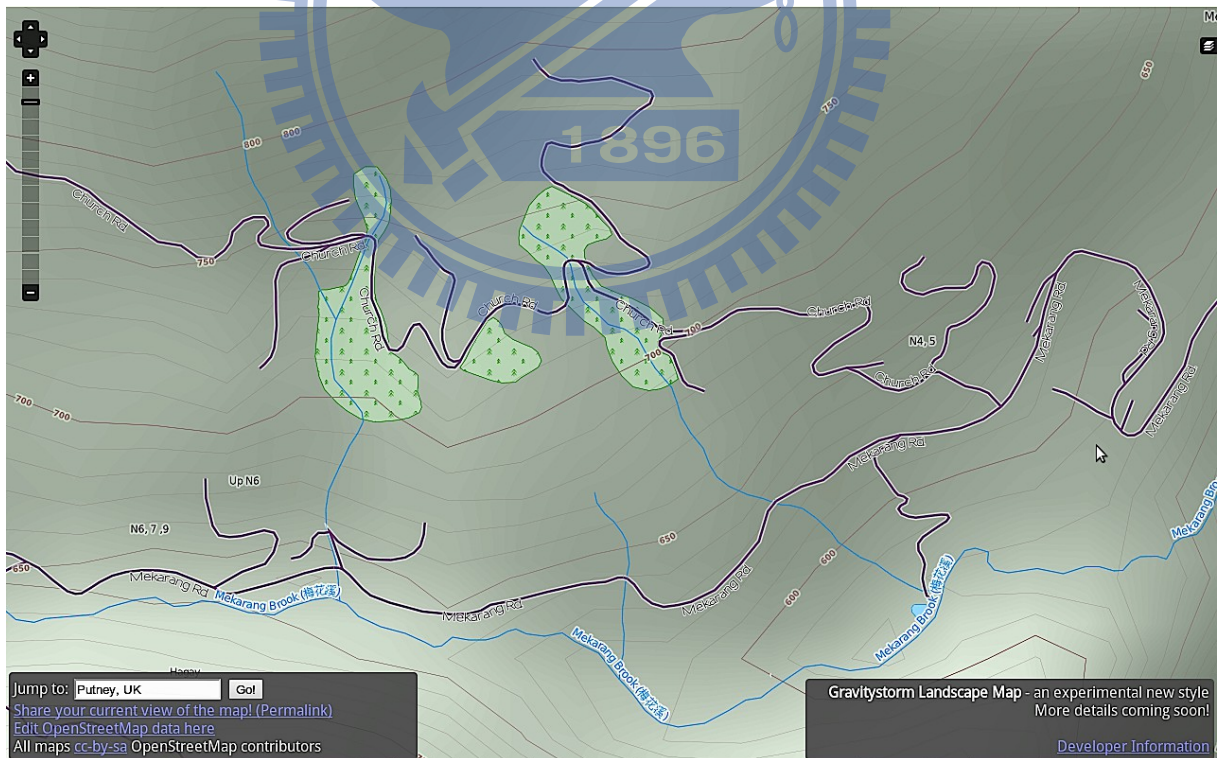 1896
650
750
800
800
Church Rd
750
Church Rd
Church Rd
Church Rd
Church Rd
700
700
Church Rd
N4, 5
Church Rd
Mekarang Rd
Mekarang Rd
Mekarang Rd
700
700
Mekarang Rd
Up N6
N6, 7 ,9
650
600
650
Mekarang Rd
Mekarang Brook (梅花溪)
Mekarang Rd
Mekarang Rd
600
Mekarang Brook (梅花溪)
Mekarang Brook (梅花溪)
Mekarang Bro
Jump to: Putney, UK Go!
Share your current view of the map! (Permalink)
Edit OpenStreetMap data here
All maps cc-by-sa OpenStreetMap contributors
Gravitystorm Landscape Map - an experimental new style
More details coming soon!
Developer Information